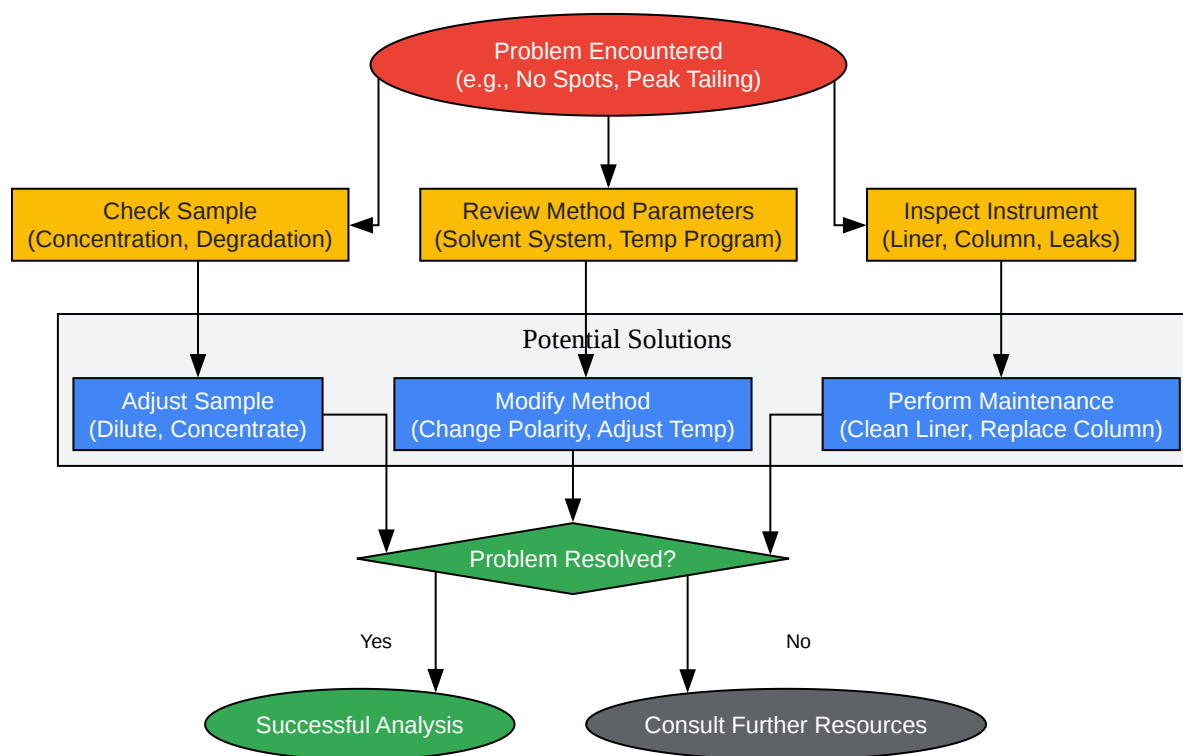 Problem Encountered
(e.g., No Spots, Peak Tailing)
Check Sample
(Concentration, Degradation)
Review Method Parameters
(Solvent System, Temp Program)
Inspect Instrument
(Liner, Column, Leaks)
Potential Solutions
Adjust Sample
(Dilute, Concentrate)
Modify Method
(Change Polarity, Adjust Temp)
Perform Maintenance
(Clean Liner, Replace Column)
Problem Resolved?
Yes
No
Successful Analysis
Consult Further Resources